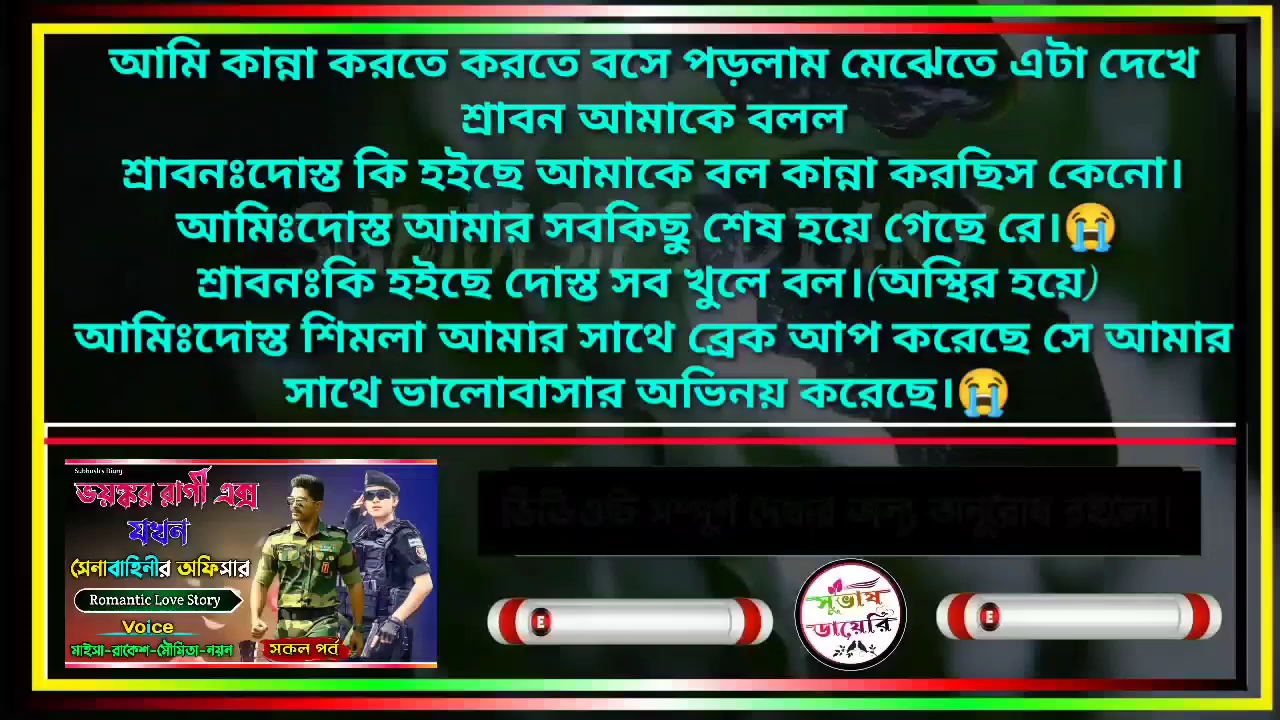 আমি কান্না করতে করতে বসে পড়লাম মেঝেতে এটা দেখে
শ্রাবন আমাকে বলল
শ্রাবনঃদোস্ত কি হইছে আমাকে বল কান্না করছিস কেনো।
আমিঃদোস্ত আমার সবকিছু শেষ হয়ে গেছে রে।😭
শ্রাবনঃকি হইছে দোস্ত সব খুলে বল।(অস্থির হয়ে)
আমিঃদোস্ত শিমলা আমার সাথে ব্রেক আপ করেছে সে আমার
সাথে ভালোবাসার অভিনয় করেছে।😭
Subhash's Diary
ভয়ঙ্কর রাগী এক্স
যখন
সেনাবাহিনীর অফিসার
Romantic Love Story
Voice
মাইসা-রাকেশ-মৌমিতা-নয়ন
সকল পর্ব
সুভাষ
ডায়েরি